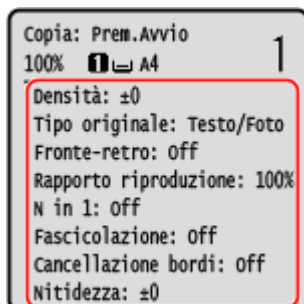 Copia: Prem.Avvio
100% 1 A4 1
Densità: ±0
Tipo originale: Testo/Foto
Fronte-retro: Off
Rapporto riproduzione: 100%
N in 1: Off
Fascicolazione: Off
Cancellazione bordi: Off
Nitidezza: ±0